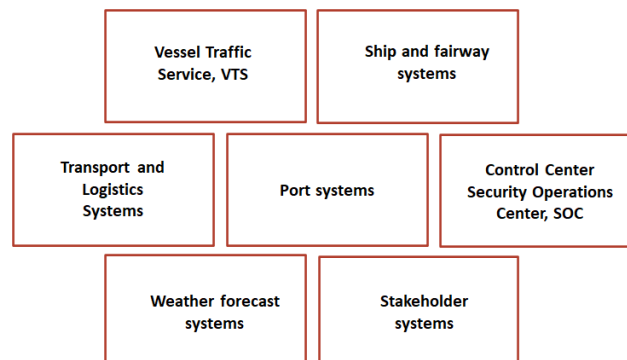 Vessel Traffic
Service, VTS
Ship and fairway
systems
Transport and
Logistics
Systems
Port systems
Control Center
Security Operations
Center, SOC
Weather forecast
systems
Stakeholder
systems